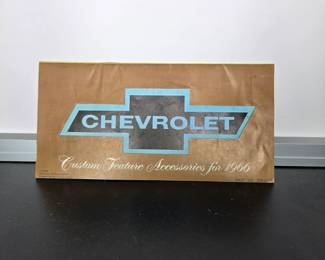 CHEVROLET
Custom Feature Accessories for 1966